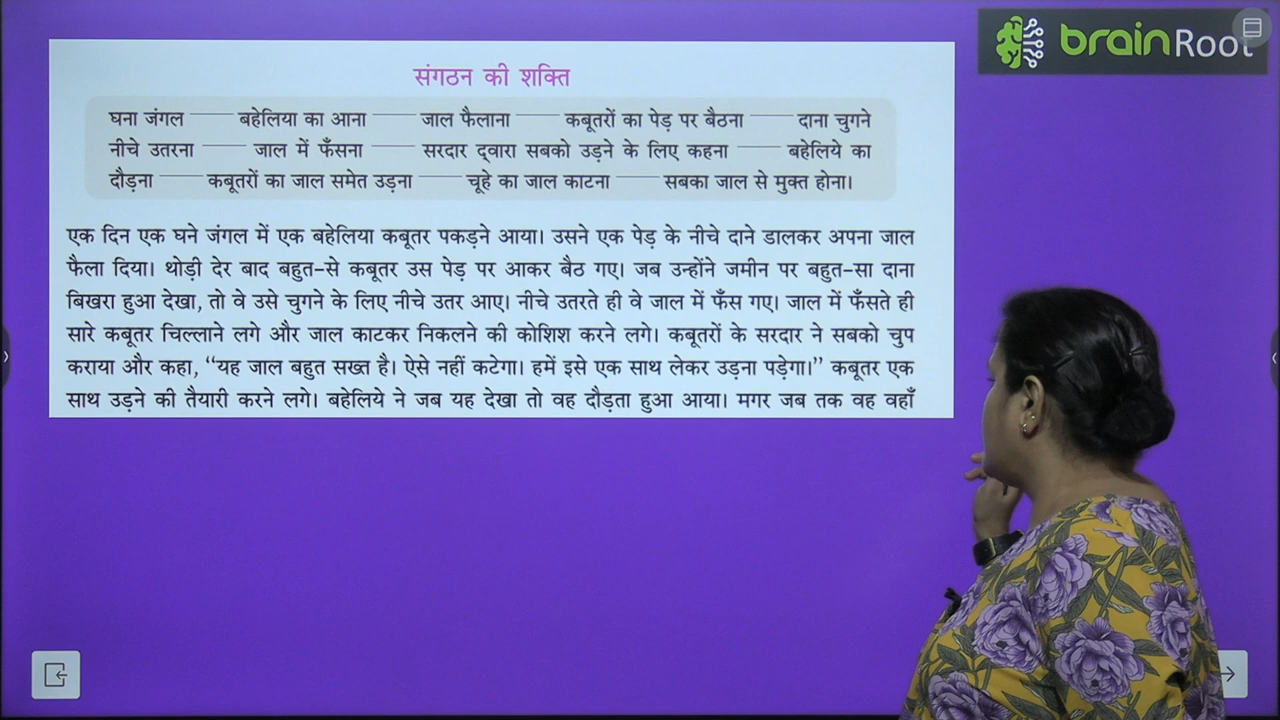 brainRoot
संगठन की शक्ति
घना जंगल —— बहेलिया का आना —— जाल फैलाना —— कबूतरों का पेड़ पर बैठना —— दाना चुगने
नीचे उतरना —— जाल में फँसना —— सरदार द्वारा सबको उड़ने के लिए कहना —— बहेलिये का
दौड़ना —— कबूतरों का जाल समेत उड़ना —— चूहे का जाल काटना —— सबका जाल से मुक्त होना।
एक दिन एक घने जंगल में एक बहेलिया कबूतर पकड़ने आया। उसने एक पेड़ के नीचे दाने डालकर अपना जाल
फैला दिया। थोड़ी देर बाद बहुत-से कबूतर उस पेड़ पर आकर बैठ गए। जब उन्होंने जमीन पर बहुत-सा दाना
बिखरा हुआ देखा, तो वे उसे चुगने के लिए नीचे उतर आए। नीचे उतरते ही वे जाल में फँस गए। जाल में फँसते ही
सारे कबूतर चिल्लाने लगे और जाल काटकर निकलने की कोशिश करने लगे। कबूतरों के सरदार ने सबको चुप
कराया और कहा, “यह जाल बहुत सख्त है। ऐसे नहीं कटेगा। हमें इसे एक साथ लेकर उड़ना पड़ेगा।” कबूतर एक
साथ उड़ने की तैयारी करने लगे। बहेलिये ने जब यह देखा तो वह दौड़ता हुआ आया। मगर जब तक वह वहाँ